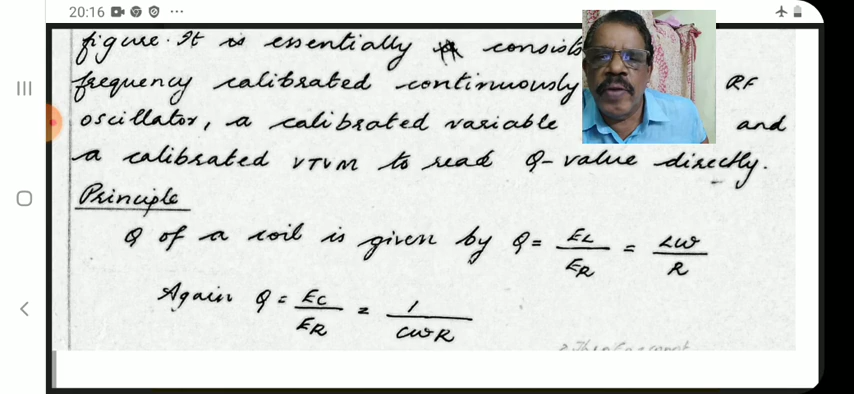 20:16
figure. It is essentially consists
frequency calibrated continuously RF
oscillator, a calibrated variable and
a calibrated VTVM to read Q-value directly.
Principle
Q of a coil is given by Q = EL/ER = Lω/R
Again Q = EC/ER = 1/CωR